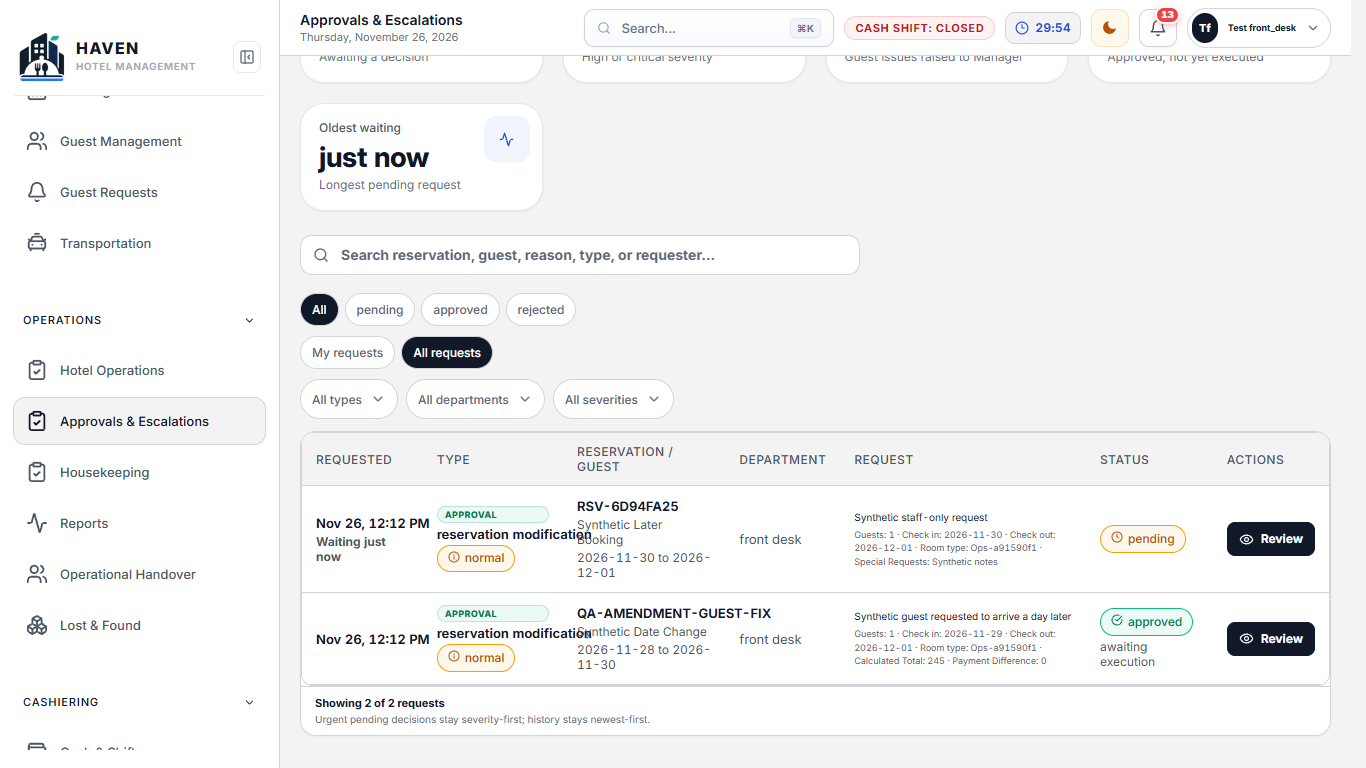 HAVEN
HOTEL MANAGEMENT
Guest Management
Guest Requests
Transportation
OPERATIONS
Hotel Operations
Approvals & Escalations
Housekeeping
Reports
Operational Handover
Lost & Found
CASHIERING
Approvals & Escalations
Thursday, November 26, 2026
Search...
⌘K
CASH SHIFT: CLOSED
29:54
13
Tf
Test front_desk
Awaiting a decision
High or critical severity
Guest issues raised to Manager
Approved, not yet executed
Oldest waiting
just now
Longest pending request
Search reservation, guest, reason, type, or requester...
All
pending
approved
rejected
My requests
All requests
All types
All departments
All severities
REQUESTED
TYPE
RESERVATION /
GUEST
DEPARTMENT
REQUEST
STATUS
ACTIONS
Nov 26, 12:12 PM
Waiting just
now
APPROVAL
reservation modification
normal
RSV-6D94FA25
Synthetic Later
Booking
2026-11-30 to 2026-
12-01
front desk
Synthetic staff-only request
Guests: 1 · Check in: 2026-11-30 · Check out:
2026-12-01 · Room type: Ops-a91590f1 ·
Special Requests: Synthetic notes
pending
Review
Nov 26, 12:12 PM
APPROVAL
reservation modification
normal
QA-AMENDMENT-GUEST-FIX
Synthetic Date Change
2026-11-28 to 2026-
11-30
front desk
Synthetic guest requested to arrive a day later
Guests: 1 · Check in: 2026-11-29 · Check out:
2026-12-01 · Room type: Ops-a91590f1 ·
Calculated Total: 245 · Payment Difference: 0
approved
awaiting
execution
Review
Showing 2 of 2 requests
Urgent pending decisions stay severity-first; history stays newest-first.